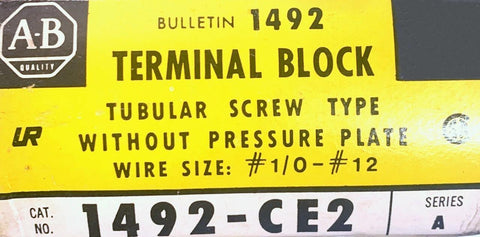 A-B
QUALITY
BULLETIN 1492
TERMINAL BLOCK
TUBULAR SCREW TYPE
WITHOUT PRESSURE PLATE
WIRE SIZE: #1/0-#12
CAT. NO. 1492-CE2 SERIES A